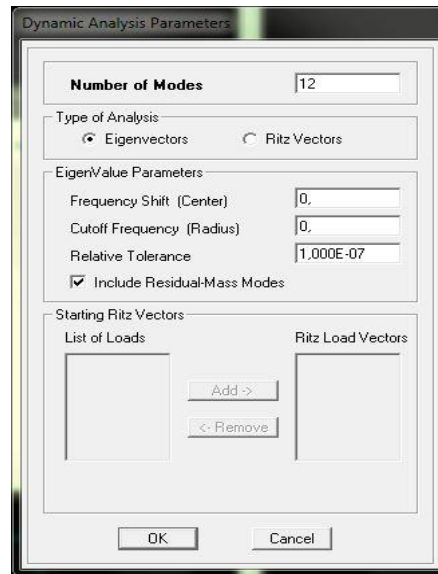 Dynamic Analysis Parameters
Number of Modes 12
Type of Analysis
Eigenvectors Ritz Vectors
EigenValue Parameters
Frequency Shift (Center) 0,
Cutoff Frequency (Radius) 0,
Relative Tolerance 1,000E-07
Include Residual-Mass Modes
Starting Ritz Vectors
List of Loads Ritz Load Vectors
Add ->
<- Remove
OK Cancel